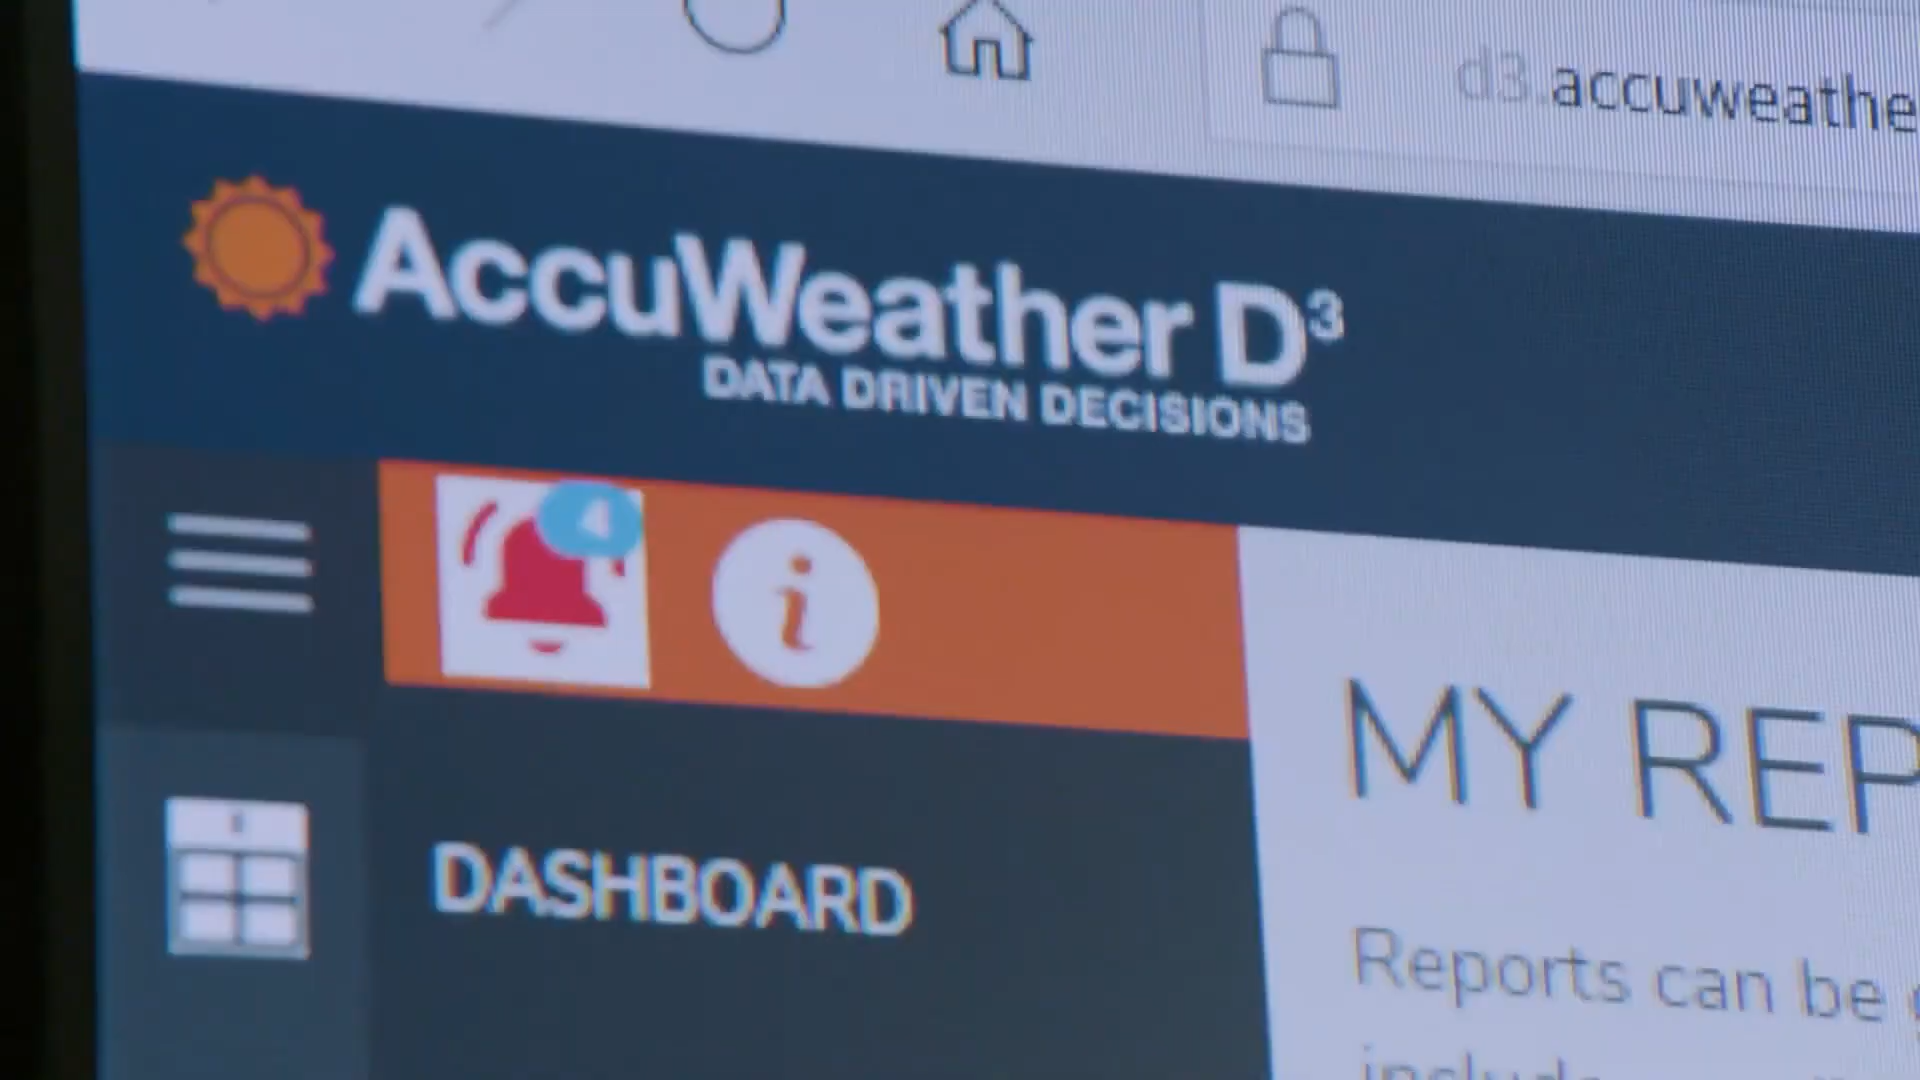 d3.accuweathe
AccuWeather D³
DATA DRIVEN DECISIONS
4
i
MY REP
DASHBOARD
Reports can be